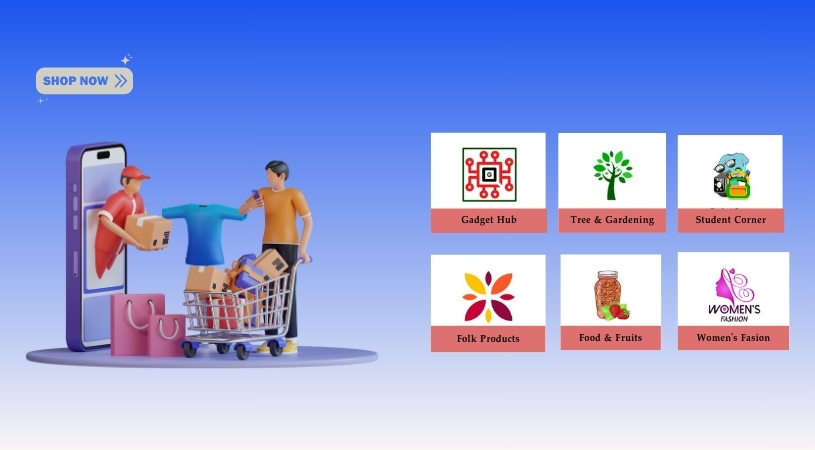 SHOP NOW
G
Gadget Hub
Tree & Gardening
Student Corner
WOMEN'S
FASHION
Folk Products
Food & Fruits
Women's Fasion